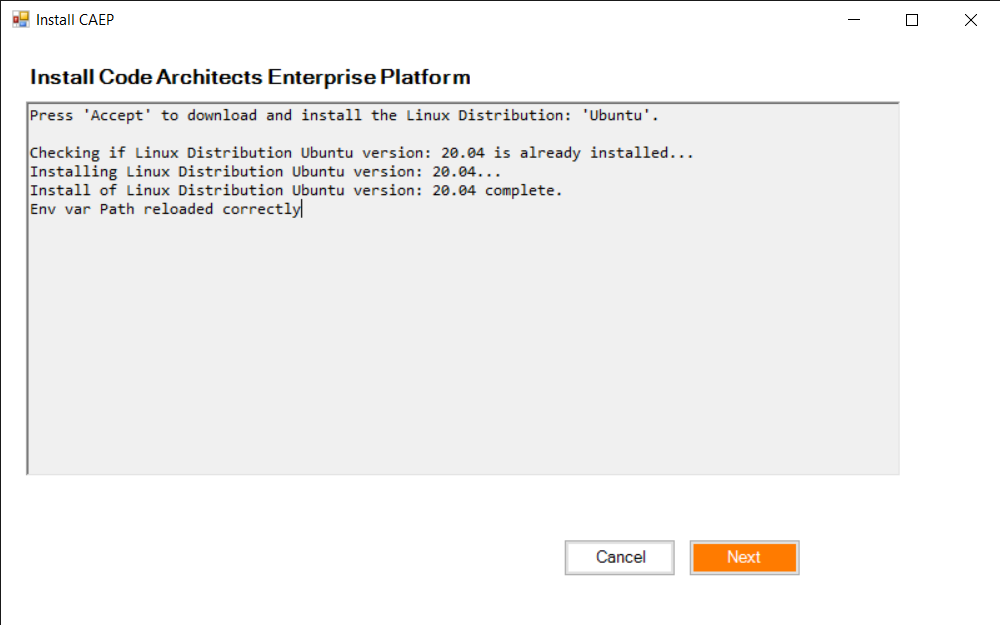 Install CAEP
Install Code Architects Enterprise Platform
Press 'Accept' to download and install the Linux Distribution: 'Ubuntu'.
Checking if Linux Distribution Ubuntu version: 20.04 is already installed...
Installing Linux Distribution Ubuntu version: 20.04...
Install of Linux Distribution Ubuntu version: 20.04 complete.
Env var Path reloaded correctly
Cancel
Next